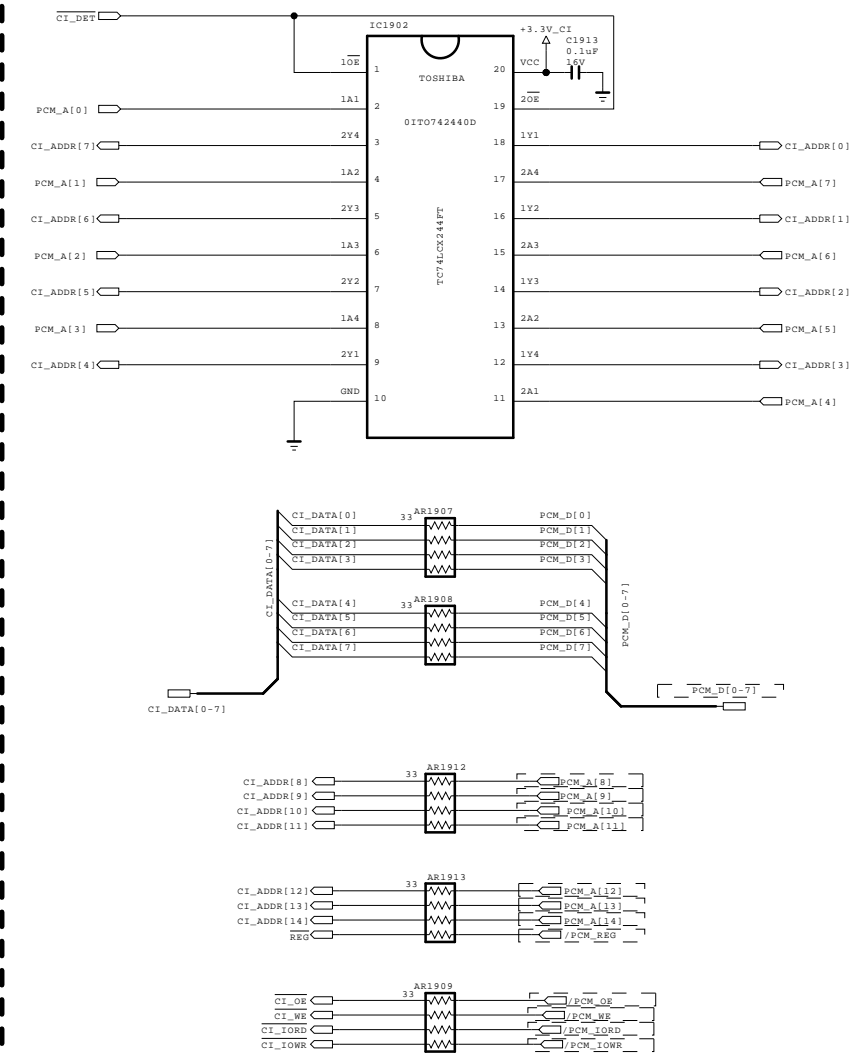 CI_DET
IC1902
+3.3V_CI
C1913
0.1uF
16V
1OE 1 20 VCC
TOSHIBA
PCM_A[0] 1A1 2 19 2OE
0ITO742440D
CI_ADDR[7] 2Y4 3 18 1Y1 CI_ADDR[0]
PCM_A[1] 1A2 4 17 2A4 PCM_A[7]
CI_ADDR[6] 2Y3 5 16 1Y2 CI_ADDR[1]
TC74LCX244FT
PCM_A[2] 1A3 6 15 2A3 PCM_A[6]
CI_ADDR[5] 2Y2 7 14 1Y3 CI_ADDR[2]
PCM_A[3] 1A4 8 13 2A2 PCM_A[5]
CI_ADDR[4] 2Y1 9 12 1Y4 CI_ADDR[3]
GND 10 11 2A1 PCM_A[4]
AR1907
CI_DATA[0] 33 PCM_D[0]
CI_DATA[1] PCM_D[1]
CI_DATA[2] PCM_D[2]
CI_DATA[3] PCM_D[3]
CI_DATA[0-7]
PCM_D[0-7]
AR1908
CI_DATA[4] 33 PCM_D[4]
CI_DATA[5] PCM_D[5]
CI_DATA[6] PCM_D[6]
CI_DATA[7] PCM_D[7]
PCM_D[0-7]
CI_DATA[0-7]
AR1912
33
CI_ADDR[8] PCM_A[8]
CI_ADDR[9] PCM_A[9]
CI_ADDR[10] PCM_A[10]
CI_ADDR[11] PCM_A[11]
AR1913
33
CI_ADDR[12] PCM_A[12]
CI_ADDR[13] PCM_A[13]
CI_ADDR[14] PCM_A[14]
REG /PCM_REG
AR1909
33
CI_OE /PCM_OE
CI_WE /PCM_WE
CI_IORD /PCM_IORD
CI_IOWR /PCM_IOWR